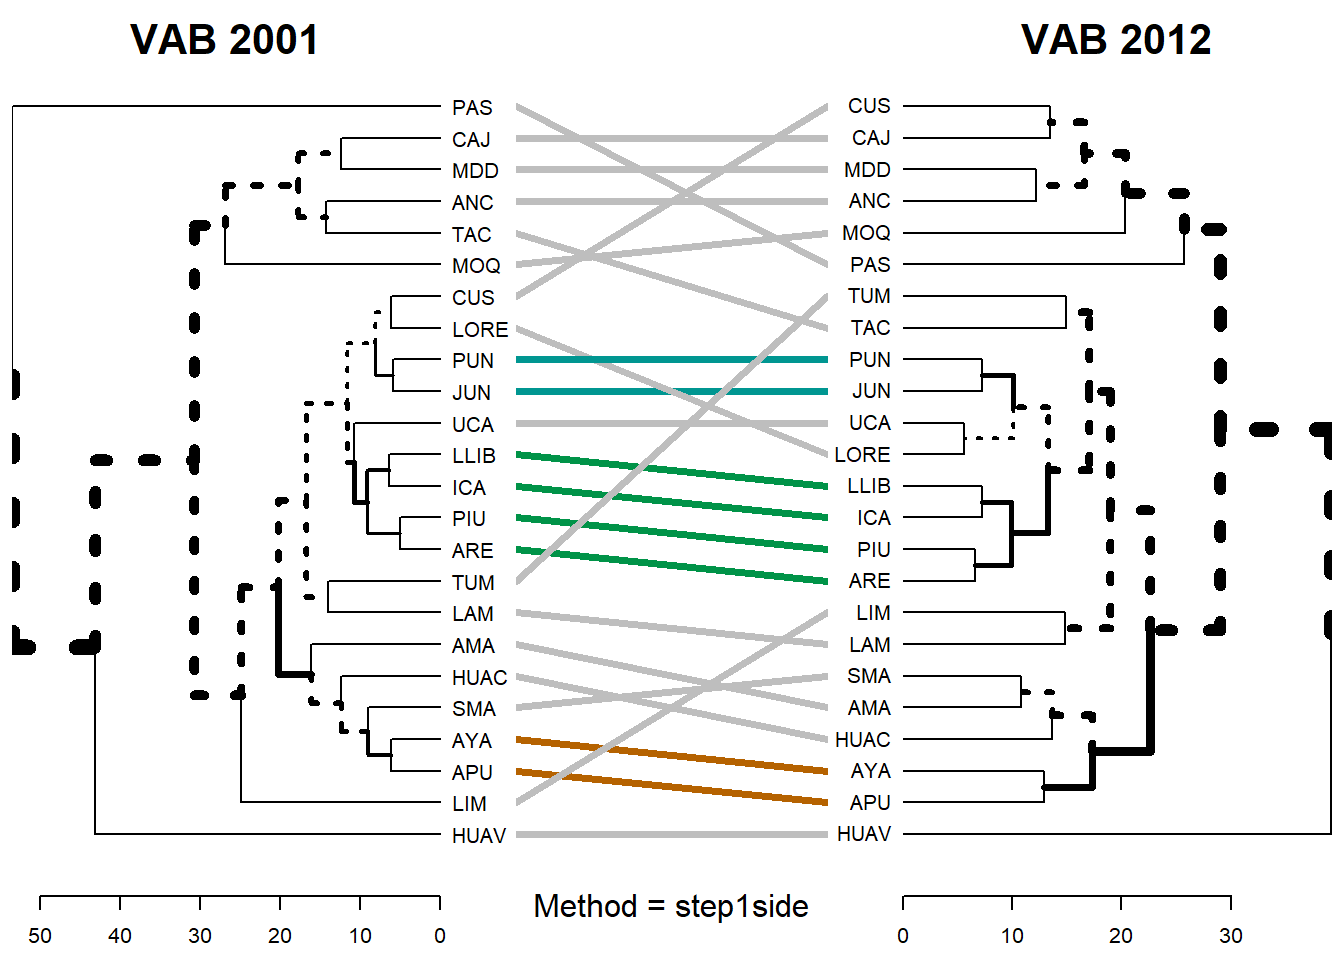 VAB 2001
VAB 2012
PAS
CAJ
MDD
ANC
TAC
MOQ
CUS
LORE
PUN
JUN
UCA
LLIB
ICA
PIU
ARE
TUM
LAM
AMA
HUAC
SMA
AYA
APU
LIM
HUAV
CUS
CAJ
MDD
ANC
MOQ
PAS
TUM
TAC
PUN
JUN
UCA
LORE
LLIB
ICA
PIU
ARE
LIM
LAM
SMA
AMA
HUAC
AYA
APU
HUAV
Method = step1side
50 40 30 20 10 0
0 10 20 30